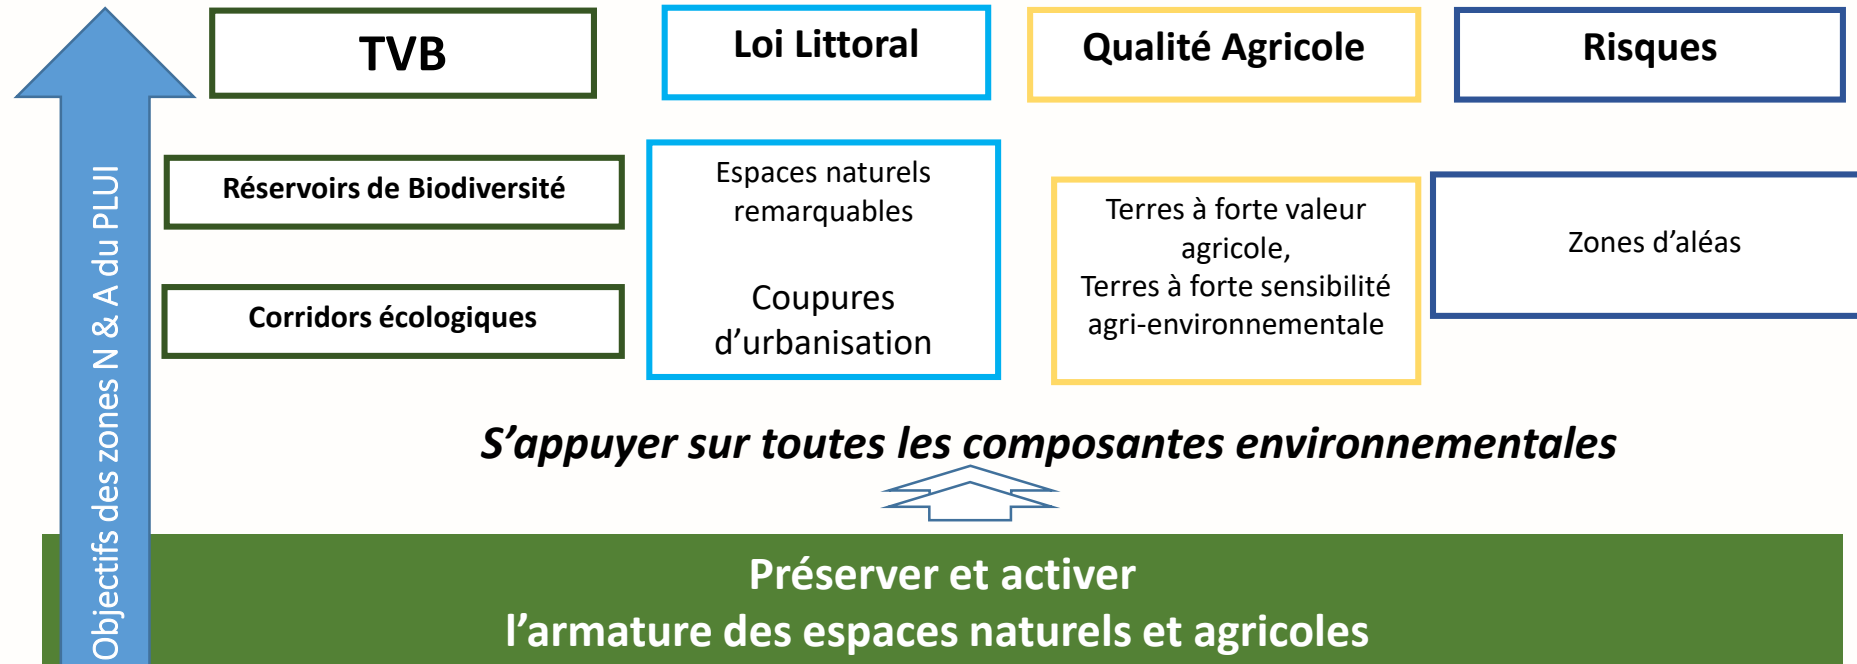 TVB
Loi Littoral
Qualité Agricole
Risques
Réservoirs de Biodiversité
Corridors écologiques
Espaces naturels
remarquables
Coupures
d’urbanisation
Terres à forte valeur
agricole,
Terres à forte sensibilité
agri-environnementale
Zones d’aléas
S’appuyer sur toutes les composantes environnementales
Préserver et activer
l’armature des espaces naturels et agricoles
Objectifs des zones N & A du PLUI